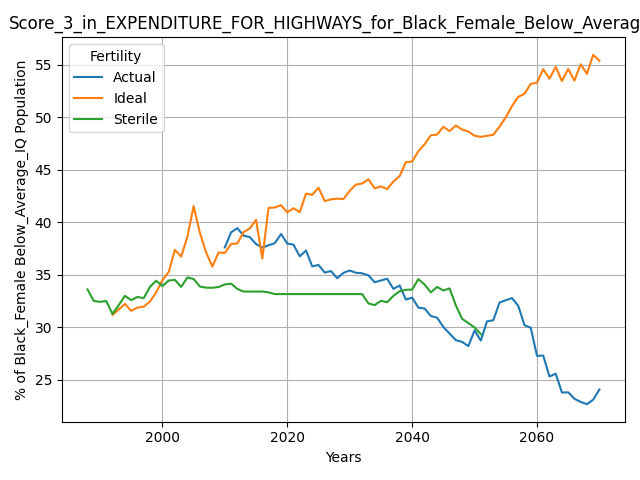 Score_3_in_EXPENDITURE_FOR_HIGHWAYS_for_Black_Female_Below_Averag
Fertility
Actual
Ideal
Sterile
% of Black_Female Below_Average_IQ Population
55
50
45
40
35
30
25
2000 2020 2040 2060
Years